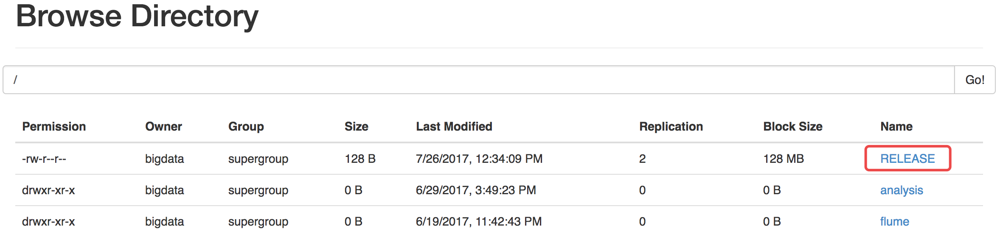 Browse Directory
/ Go!
Permission Owner Group Size Last Modified Replication Block Size Name
-rw-r--r-- bigdata supergroup 128 B 7/26/2017, 12:34:09 PM 2 128 MB RELEASE
drwxr-xr-x bigdata supergroup 0 B 6/29/2017, 3:49:23 PM 0 0 B analysis
drwxr-xr-x bigdata supergroup 0 B 6/19/2017, 11:42:43 PM 0 0 B flume